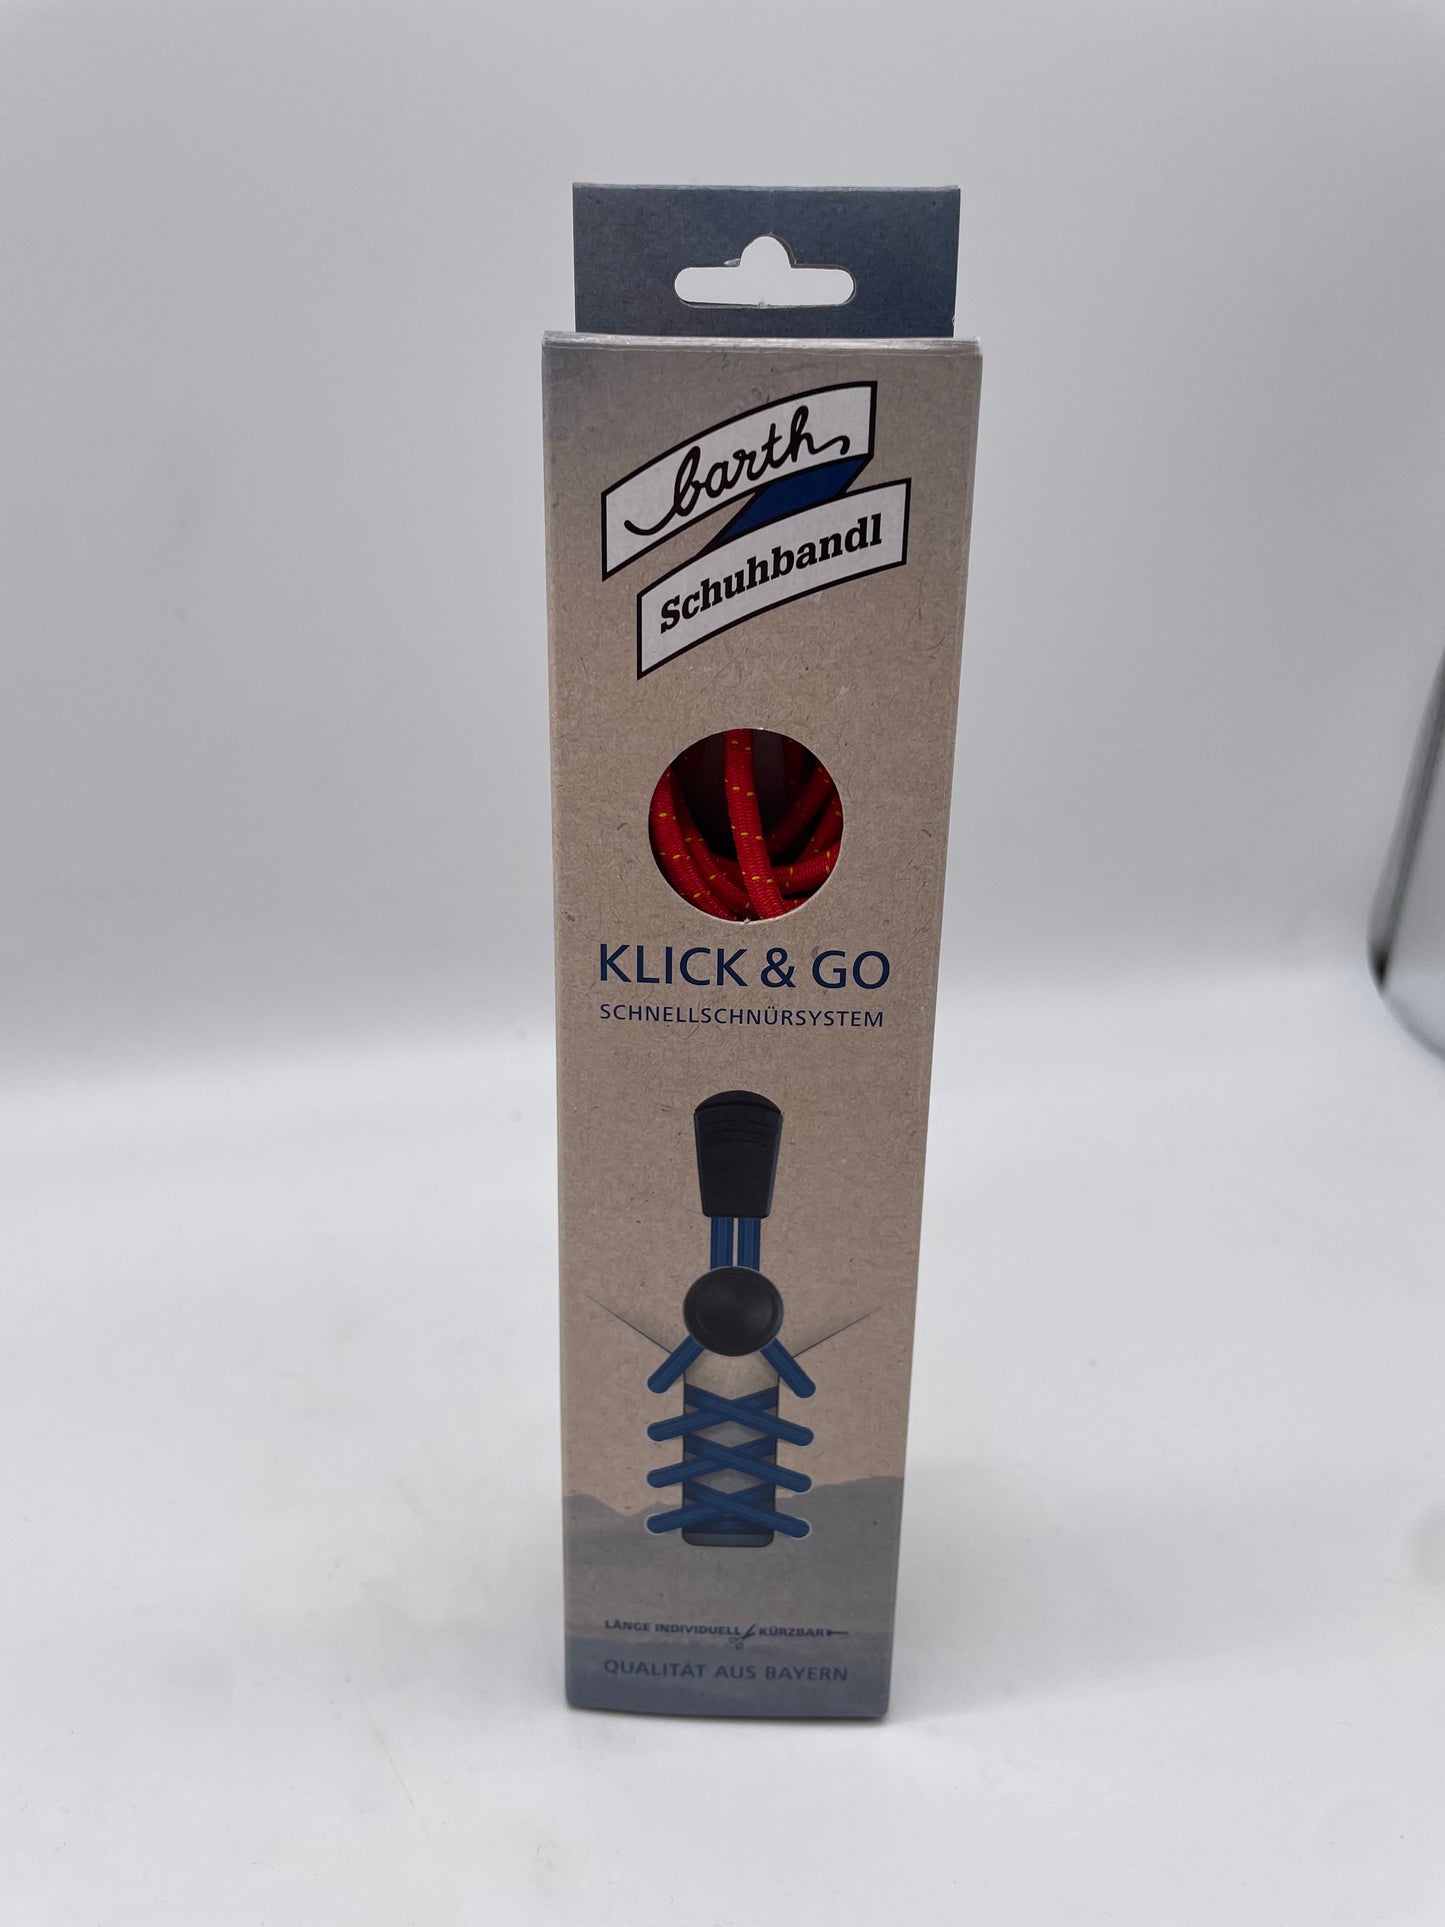 barth
Schuhbandl
KLICK & GO
SCHNELLSCHNÜRSYSTEM
LÄNGE INDIVIDUELL KÜRZBAR
QUALITÄT AUS BAYERN